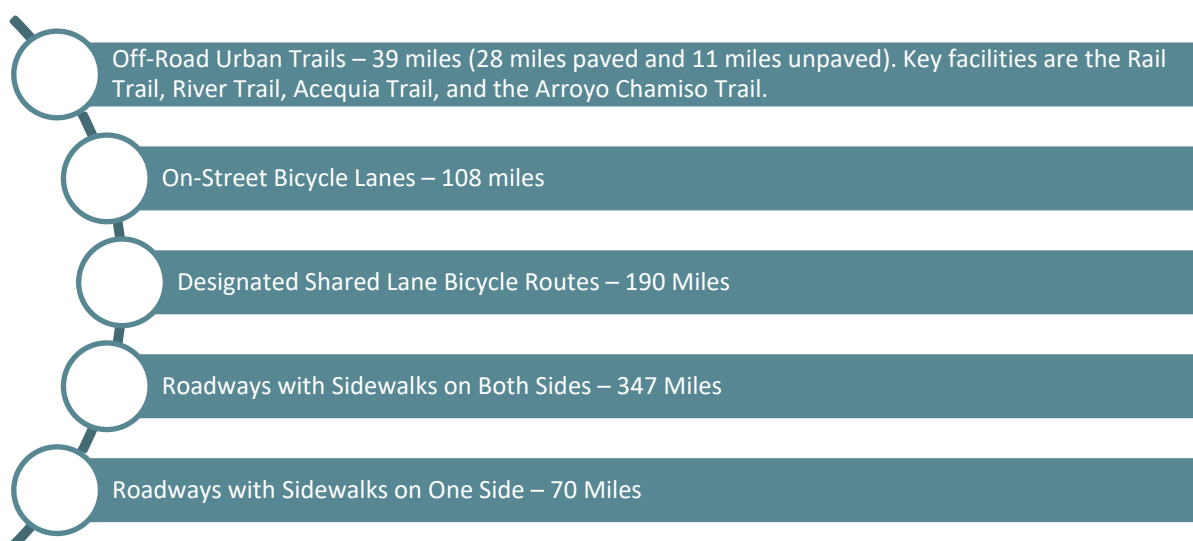 Off-Road Urban Trails – 39 miles (28 miles paved and 11 miles unpaved). Key facilities are the Rail
Trail, River Trail, Acequia Trail, and the Arroyo Chamiso Trail.
On-Street Bicycle Lanes – 108 miles
Designated Shared Lane Bicycle Routes – 190 Miles
Roadways with Sidewalks on Both Sides – 347 Miles
Roadways with Sidewalks on One Side – 70 Miles